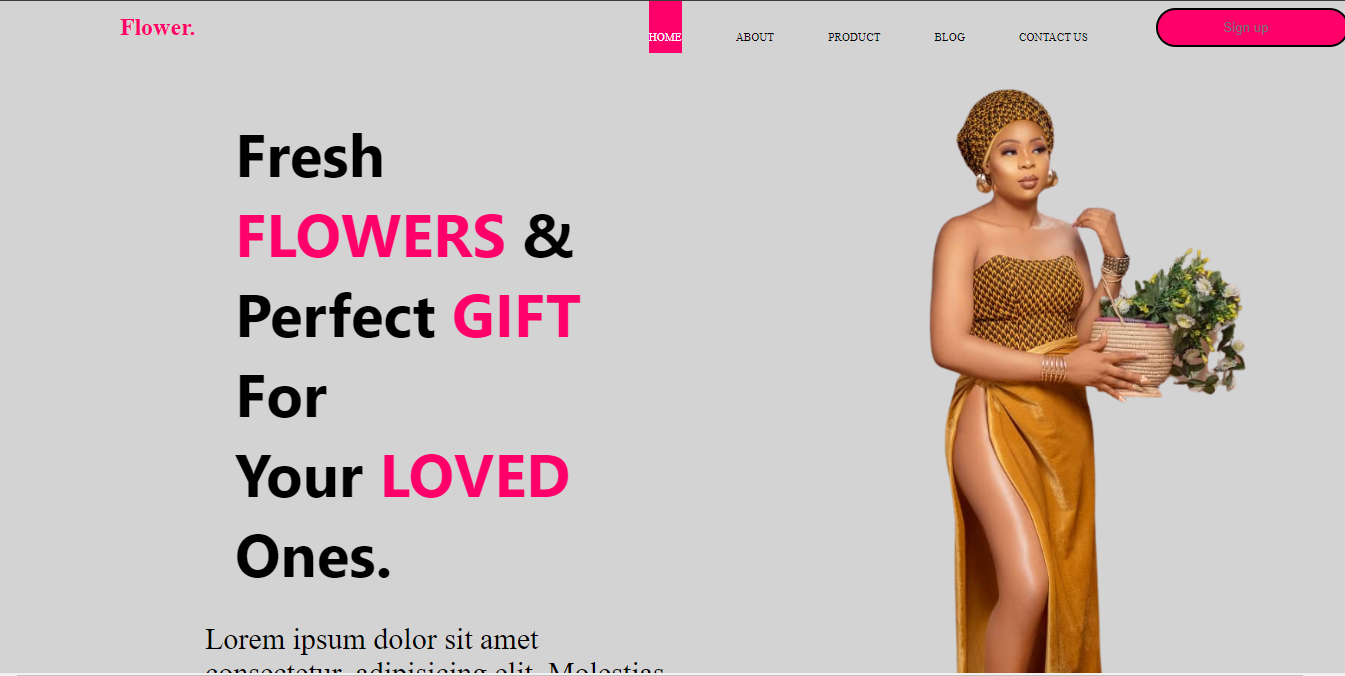 Flower.
HOME ABOUT PRODUCT BLOG CONTACT US Sign up
Fresh
FLOWERS &
Perfect GIFT
For
Your LOVED
Ones.
Lorem ipsum dolor sit amet
consectetur, adipisicing elit. Molestias